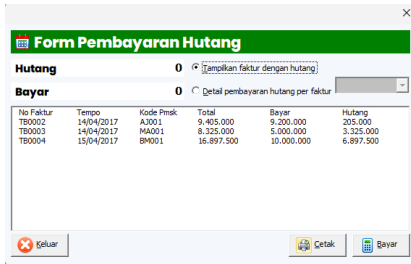 Form Pembayaran Hutang
Hutang 0 Tampilkan faktur dengan hutang
Bayar 0 Detail pembayaran hutang per faktur
No Faktur Tempo Kode Pmsk Total Bayar Hutang
TB0002 14/04/2017 AJ001 9.405.000 9.200.000 205.000
TB0003 14/04/2017 MA001 8.325.000 5.000.000 3.325.000
TB0004 15/04/2017 BM001 16.897.500 10.000.000 6.897.500
Keluar Cetak Bayar